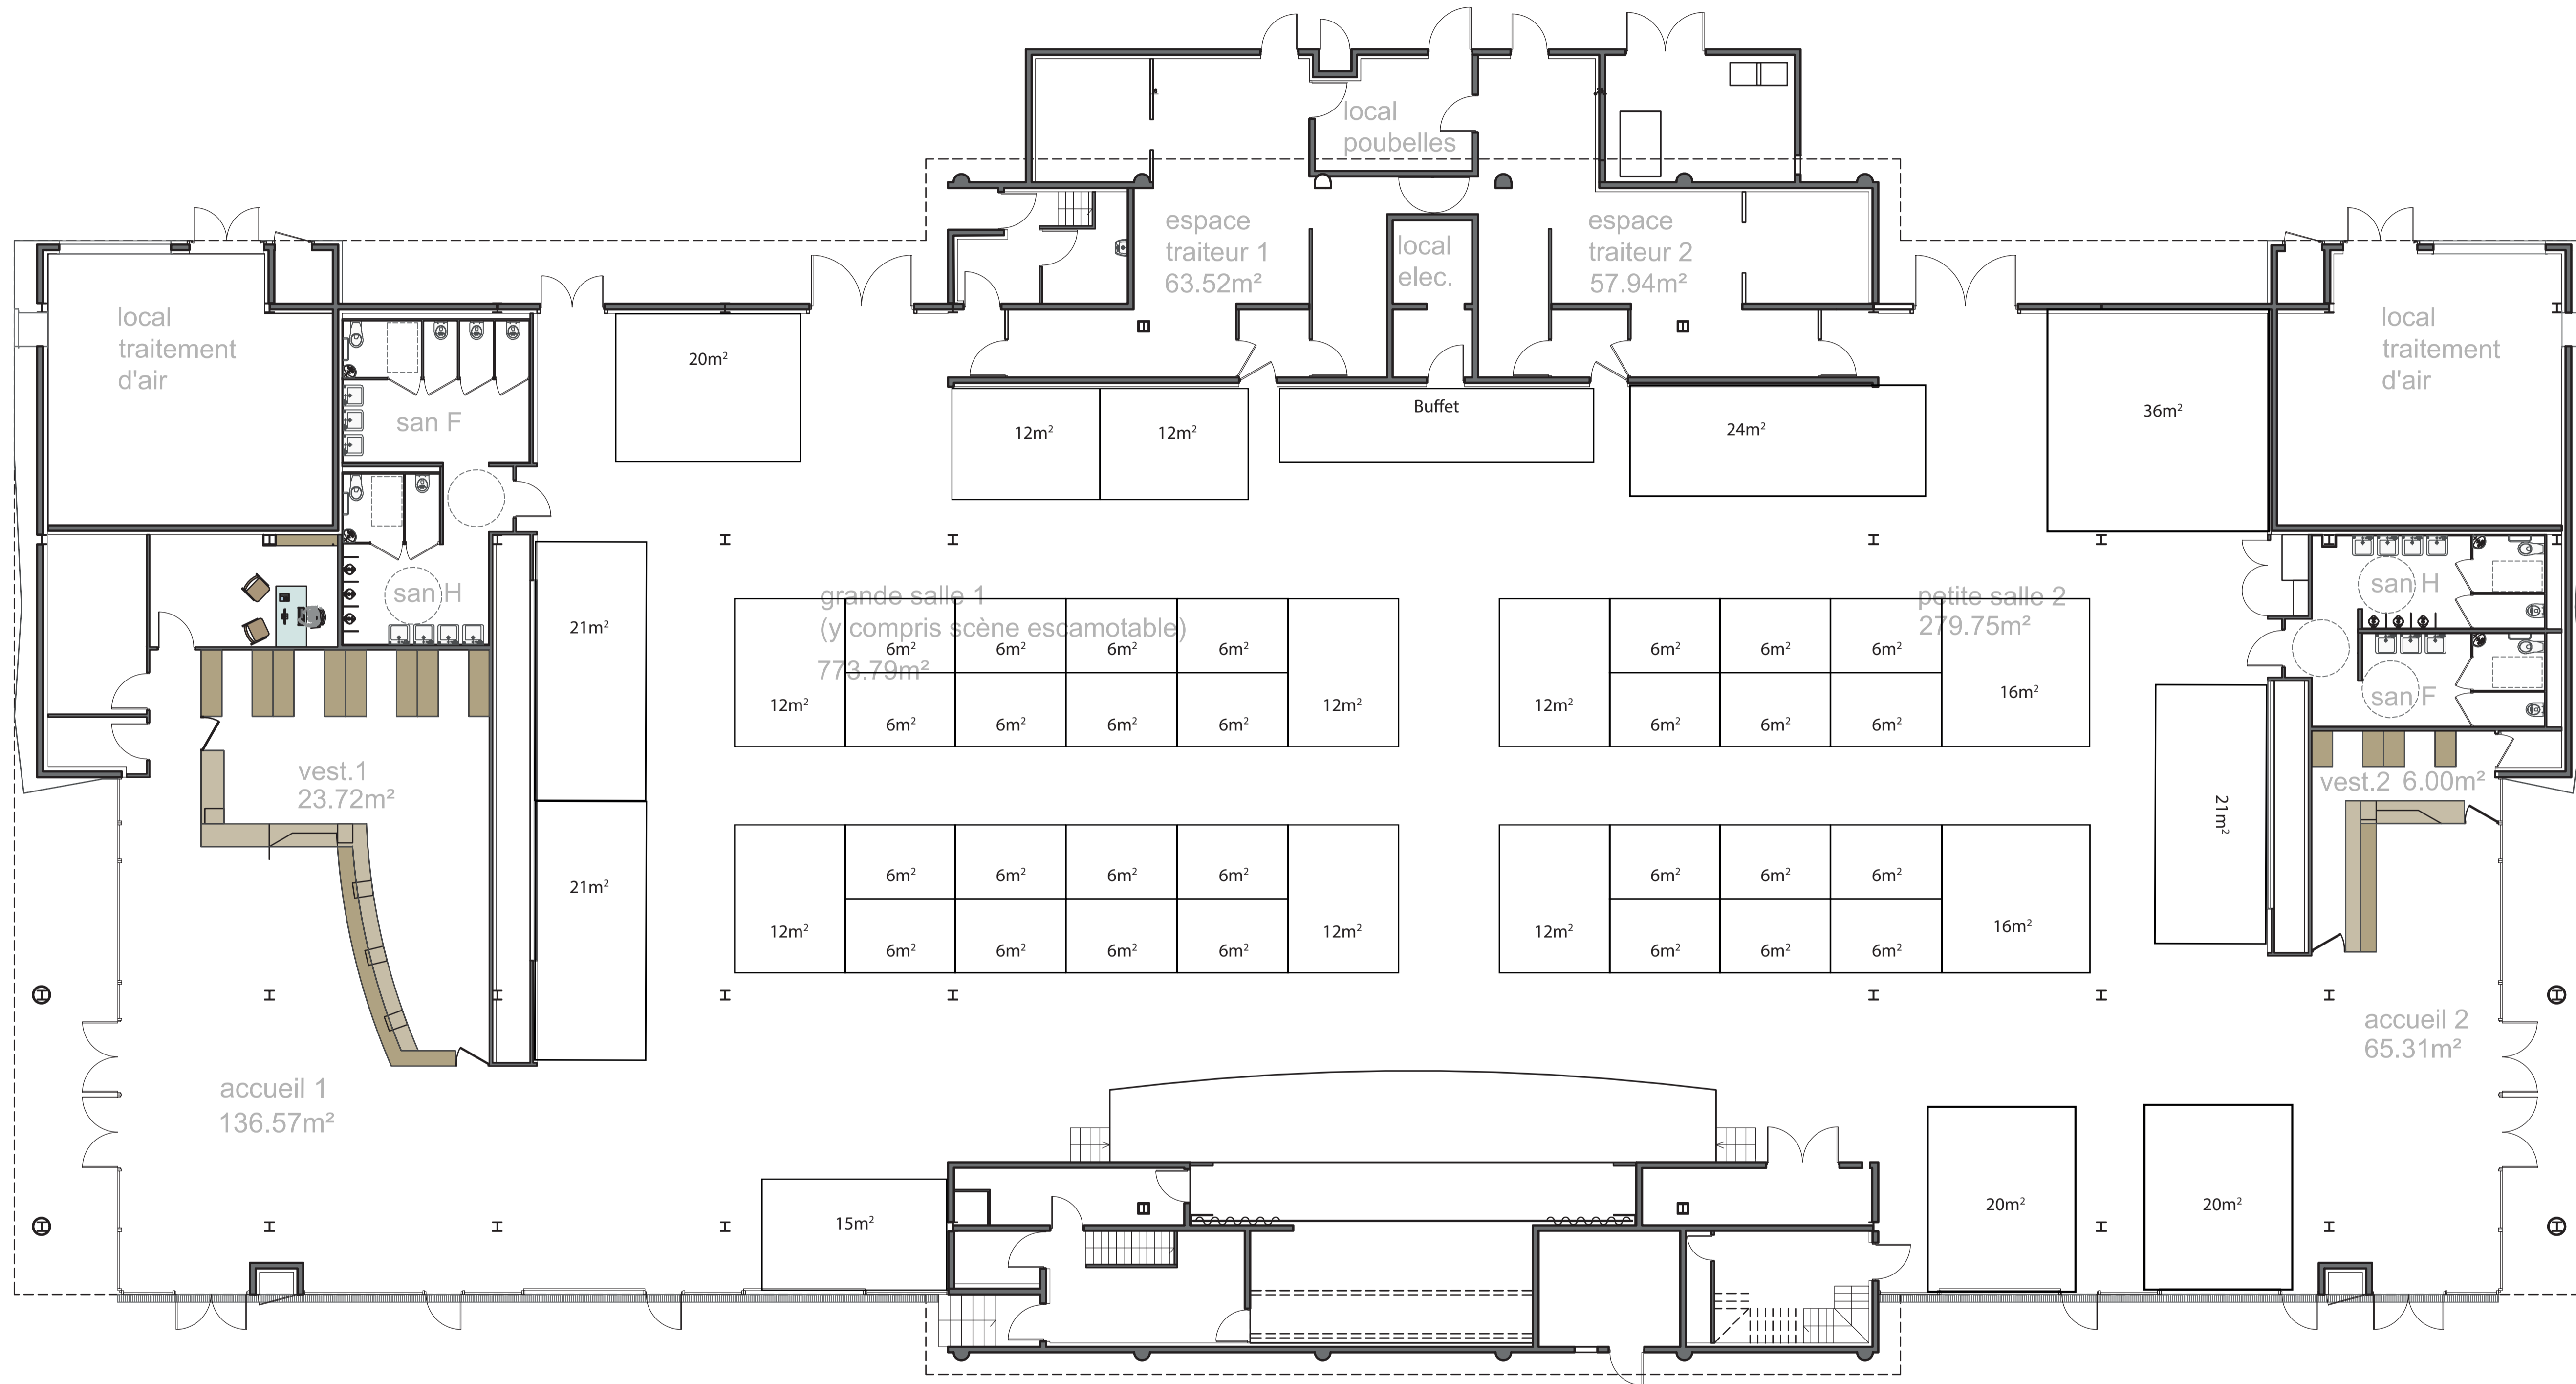 local
poubelles
espace
traiteur 1
63.52m²
local
elec.
espace
traiteur 2
57.94m²
local
traitement
d'air
local
traitement
d'air
san F
20m²
12m²
12m²
Buffet
24m²
36m²
san H
21m²
grande salle 1
(y compris scène escamotable)
773.79m²
petite salle 2
279.75m²
san H
san F
12m²
6m²
6m²
6m²
6m²
6m²
6m²
6m²
6m²
12m²
12m²
6m²
6m²
6m²
6m²
6m²
6m²
16m²
vest.1
23.72m²
vest.2 6.00m²
21m²
21m²
12m²
6m²
6m²
6m²
6m²
6m²
6m²
6m²
6m²
12m²
12m²
6m²
6m²
6m²
6m²
6m²
6m²
16m²
accueil 1
136.57m²
accueil 2
65.31m²
15m²
20m²
20m²